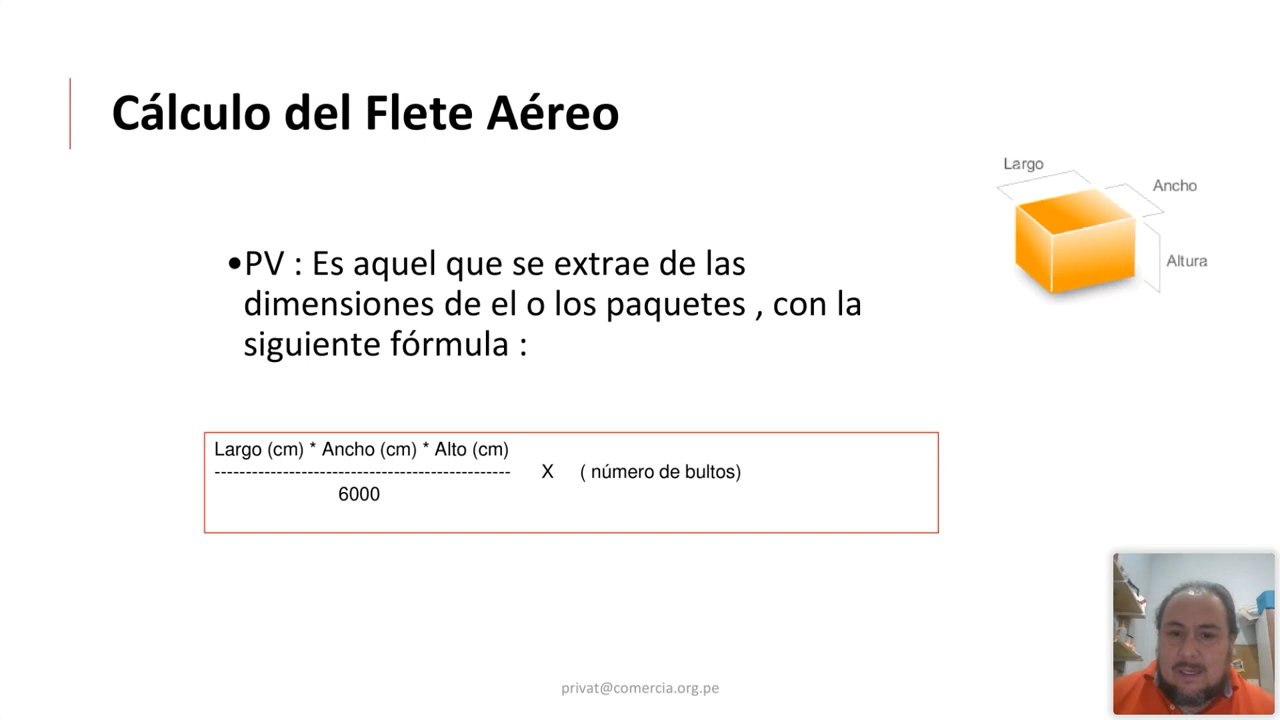 Cálculo del Flete Aéreo
Largo
Ancho
Altura
•PV : Es aquel que se extrae de las
dimensiones de el o los paquetes , con la
siguiente fórmula :
Largo (cm) * Ancho (cm) * Alto (cm)
------------------------------------------------ X ( número de bultos)
6000
privat@comercia.org.pe